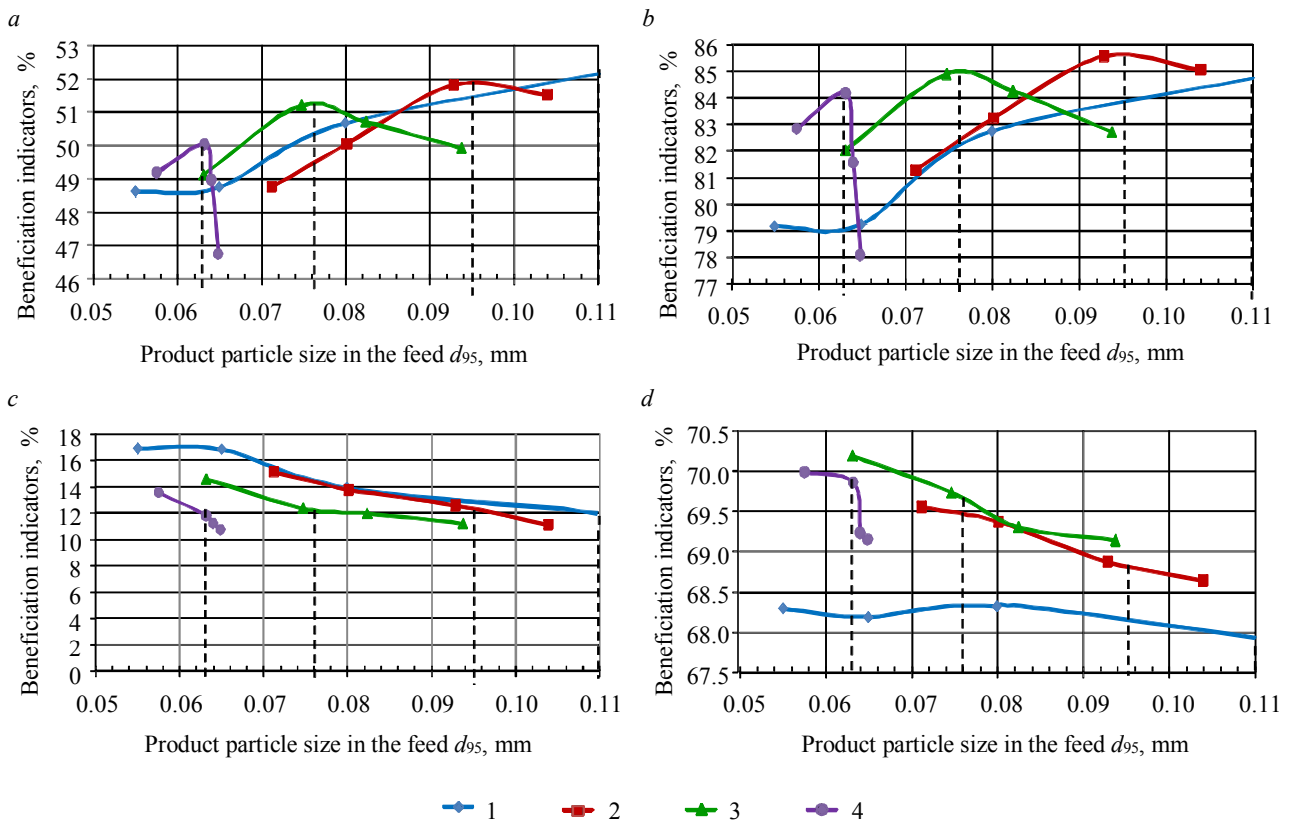 a
Beneficiation indicators, %
53
52
51
50
49
48
47
46
0.05 0.06 0.07 0.08 0.09 0.10 0.11
Product particle size in the feed d95, mm
b
Beneficiation indicators, %
86
85
84
83
82
81
80
79
78
77
0.05 0.06 0.07 0.08 0.09 0.10 0.11
Product particle size in the feed d95, mm
c
Beneficiation indicators, %
18
16
14
12
10
8
6
4
2
0
0.05 0.06 0.07 0.08 0.09 0.10 0.11
Product particle size in the feed d95, mm
d
Beneficiation indicators, %
70.5
70.0
69.5
69.0
68.5
68.0
67.5
0.05 0.06 0.07 0.08 0.09 0.10 0.11
Product particle size in the feed d95, mm
1 2 3 4